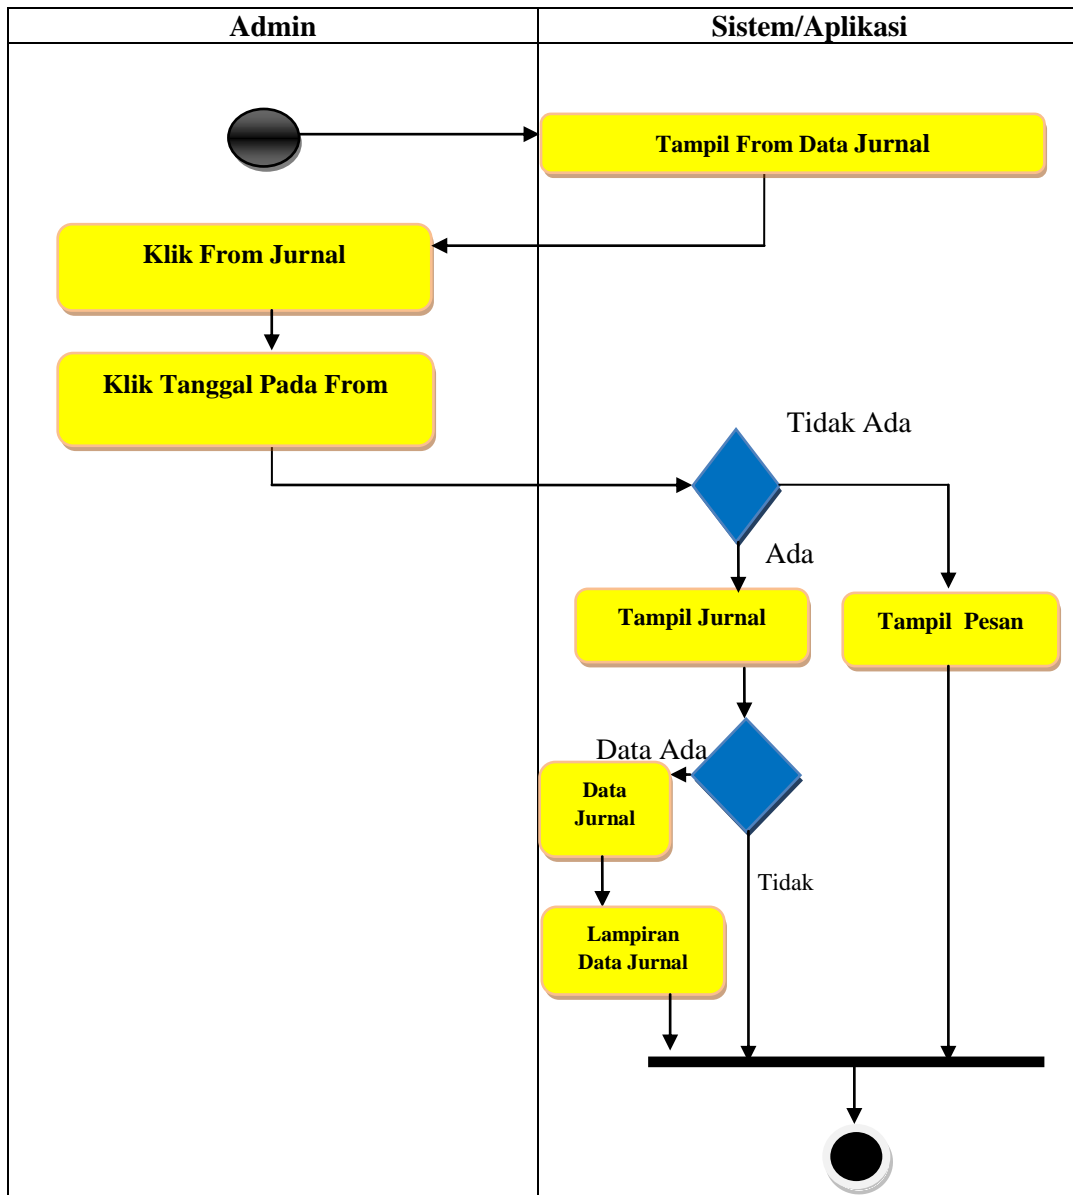 Admin
Sistem/Aplikasi
Tampil From Data Jurnal
Klik From Jurnal
Klik Tanggal Pada From
Tidak Ada
Ada
Tampil Jurnal
Tampil Pesan
Data Ada
Data
Jurnal
Tidak
Lampiran
Data Jurnal